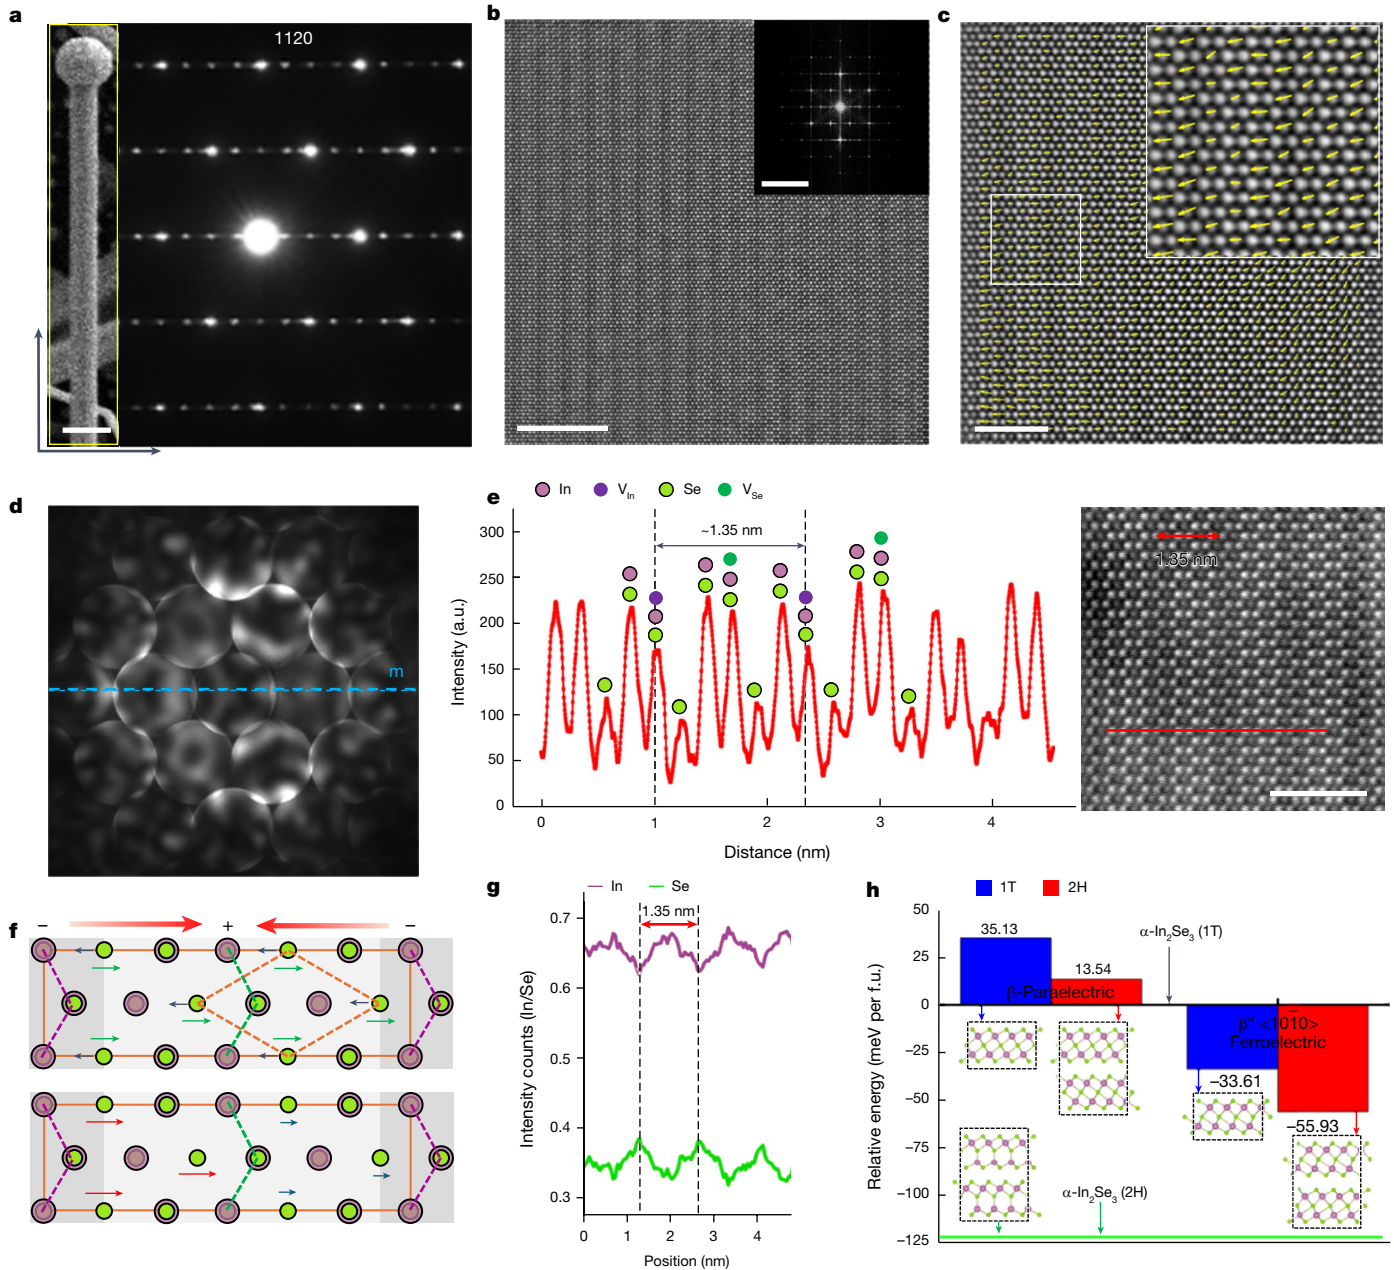 a
1120
b
c
d
m
e
In
V_In
Se
V_Se
~1.35 nm
300
250
200
150
100
50
0
Intensity (a.u.)
0
1
2
3
4
Distance (nm)
1.35 nm
f
–
+
–
g
In
Se
1.35 nm
0.7
0.6
0.5
0.4
0.3
Intensity counts (In/Se)
0
1
2
3
4
Position (nm)
h
1T
2H
50
25
0
−25
−50
−75
−100
−125
Relative energy (meV per f.u.)
35.13
13.54
β-Paraelectric
α-In₂Se₃ (1T)
β″ <101̄0>
Ferroelectric
−33.61
−55.93
α-In₂Se₃ (2H)